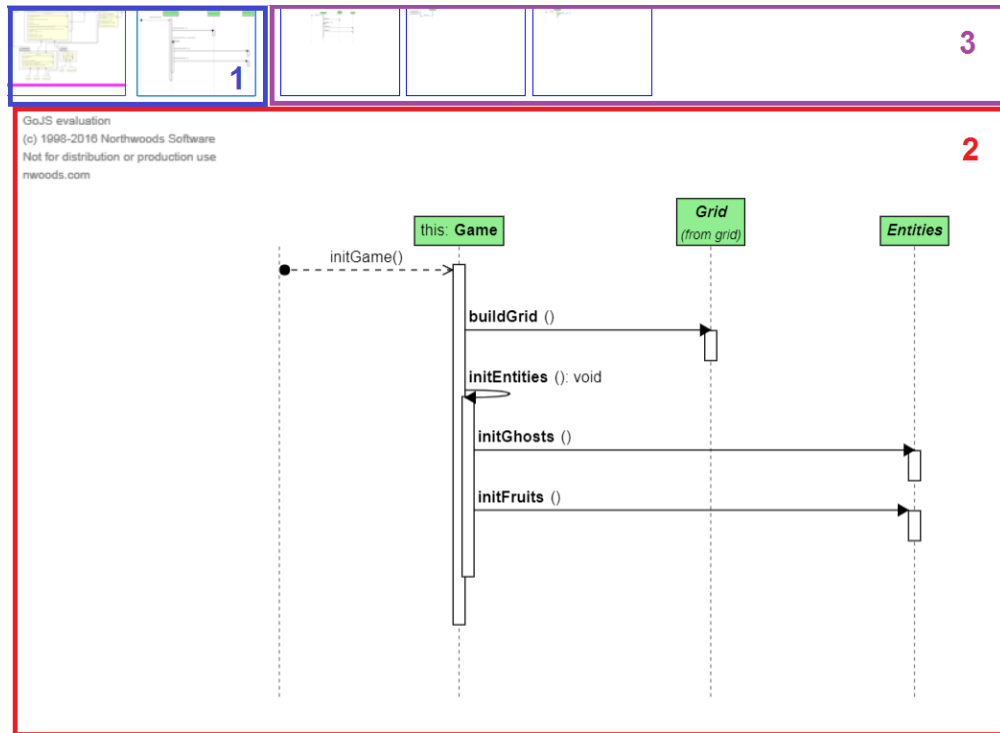 1
3
GoJS evaluation
(c) 1998-2016 Northwoods Software
Not for distribution or production use
nwoods.com
2
this: Game
Grid
(from grid)
Entities
initGame()
buildGrid ()
initEntities (): void
initGhosts ()
initFruits ()